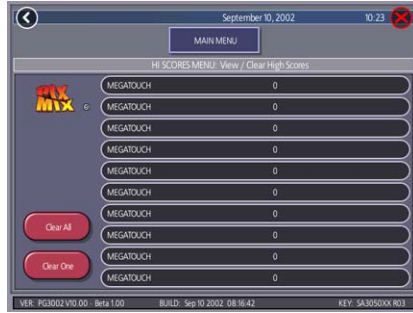 September 10, 2002 10:23
MAIN MENU
HI SCORES MENU: View / Clear High Scores
PIX
MIX
MEGATOUCH 0
MEGATOUCH 0
MEGATOUCH 0
MEGATOUCH 0
MEGATOUCH 0
MEGATOUCH 0
MEGATOUCH 0
MEGATOUCH 0
MEGATOUCH 0
MEGATOUCH 0
Clear All
Clear One
VER: PG3002 V10.00 - Beta 1.00 BUILD: Sep 10 2002 08:16:42 KEY: SA3050XX R03